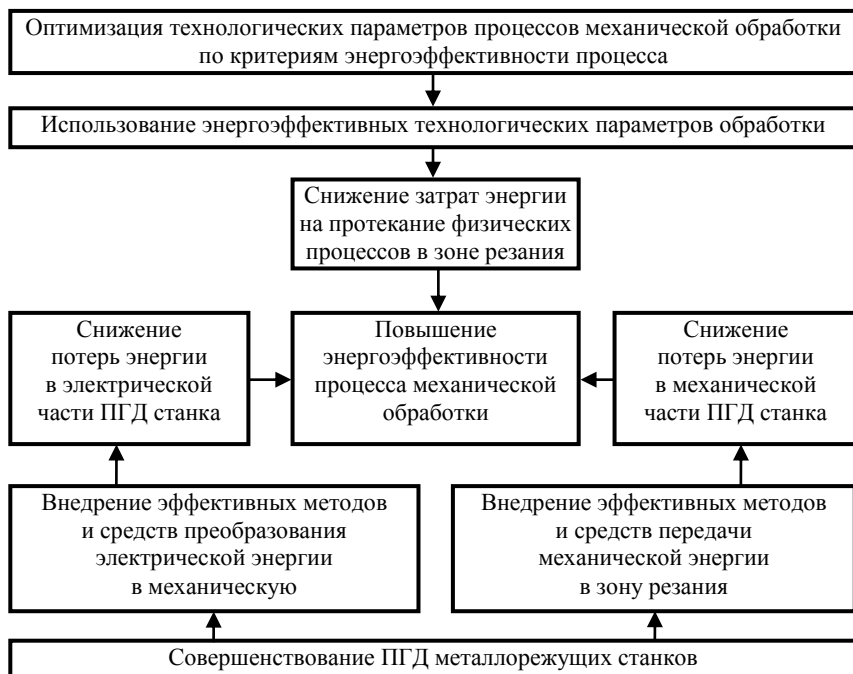 Оптимизация технологических параметров процессов механической обработки
по критериям энергоэффективности процесса
Использование энергоэффективных технологических параметров обработки
Снижение затрат энергии
на протекание физических
процессов в зоне резания
Снижение
потерь энергии
в электрической
части ПГД станка
Повышение
энергоэффективности
процесса механической
обработки
Снижение
потерь энергии
в механической
части ПГД станка
Внедрение эффективных методов
и средств преобразования
электрической энергии
в механическую
Внедрение эффективных методов
и средств передачи
механической энергии
в зону резания
Совершенствование ПГД металлорежущих станков